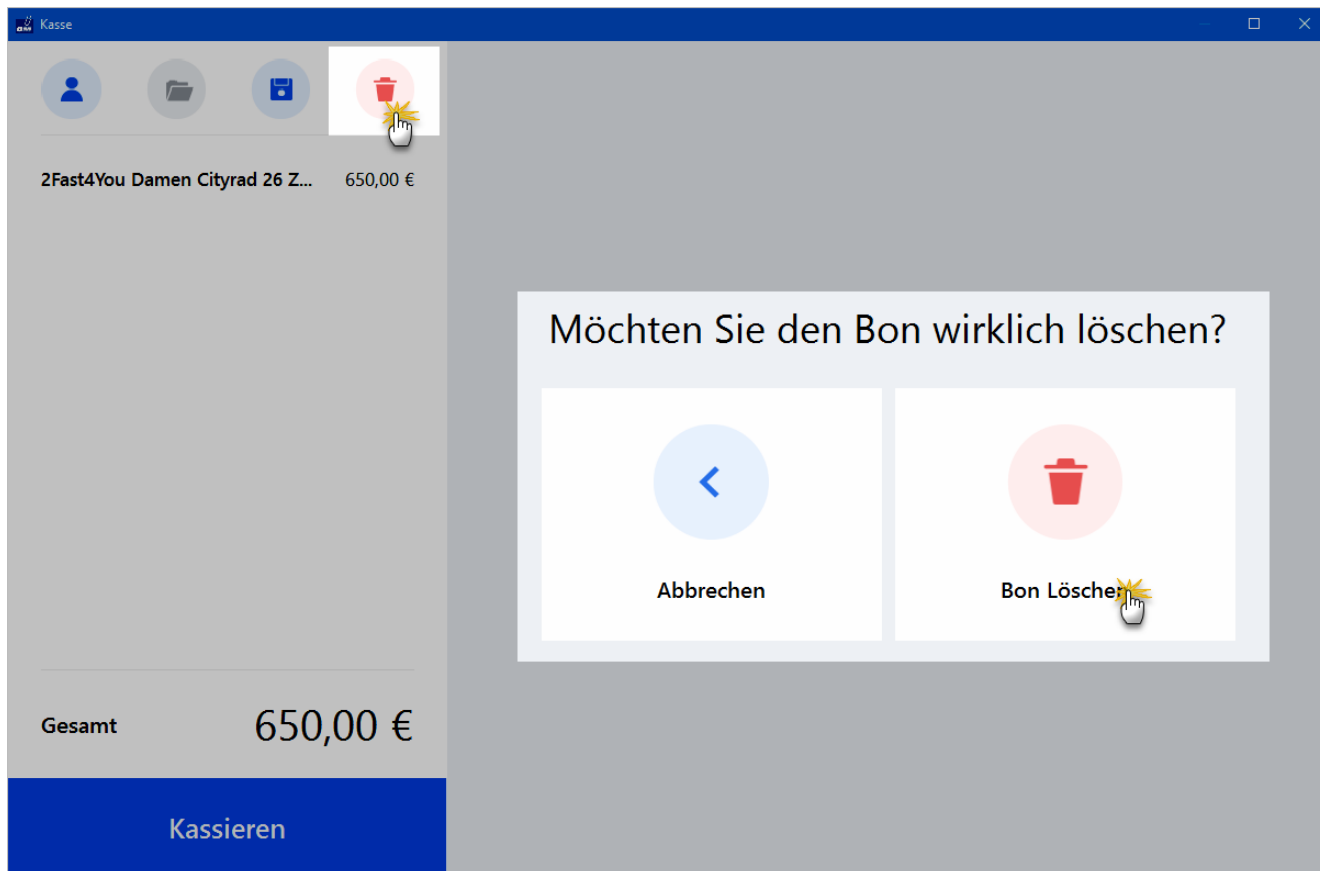 Kasse
2Fast4You Damen Cityrad 26 Z... 650,00 €
Möchten Sie den Bon wirklich löschen?
Abbrechen
Bon Löschen
Gesamt 650,00 €
Kassieren